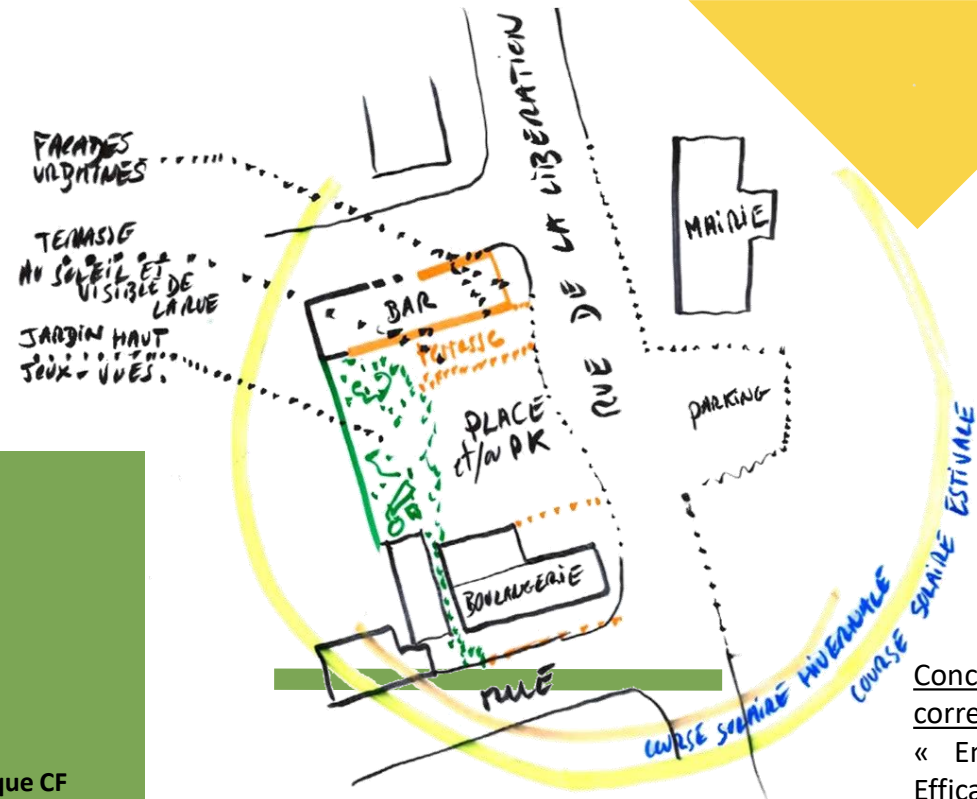 FACADES
URBAINES
TERRASSE
AU SOLEIL ET
VISIBLE DE
LA RUE
JARDIN HAUT
JEUX - VUES.
RUE DE LA LIBERATION
MAIRIE
BAR
TERRASSE
PLACE
et/ou PK
PARKING
BOULANGERIE
RUE
COURSE SOLAIRE HIVERNALE
COURSE SOLAIRE ESTIVALE
Conc
corre
« En
Effica
que CF